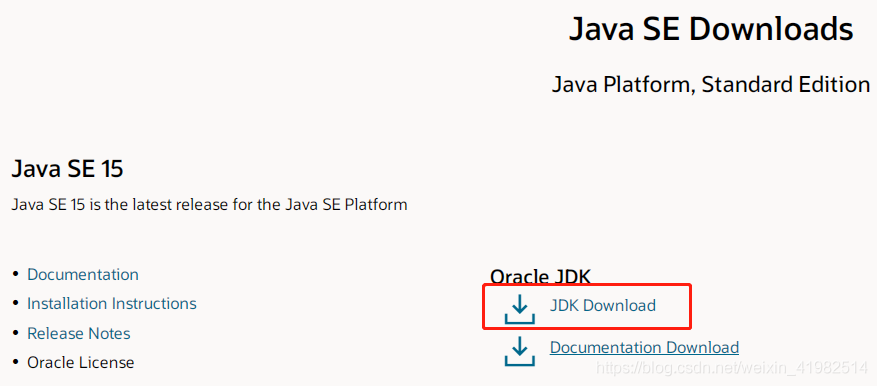 Java SE Downloads
Java Platform, Standard Edition
Java SE 15
Java SE 15 is the latest release for the Java SE Platform
• Documentation
• Installation Instructions
• Release Notes
• Oracle License
Oracle JDK
JDK Download
Documentation Download
https://blog.csdn.net/weixin_41982514